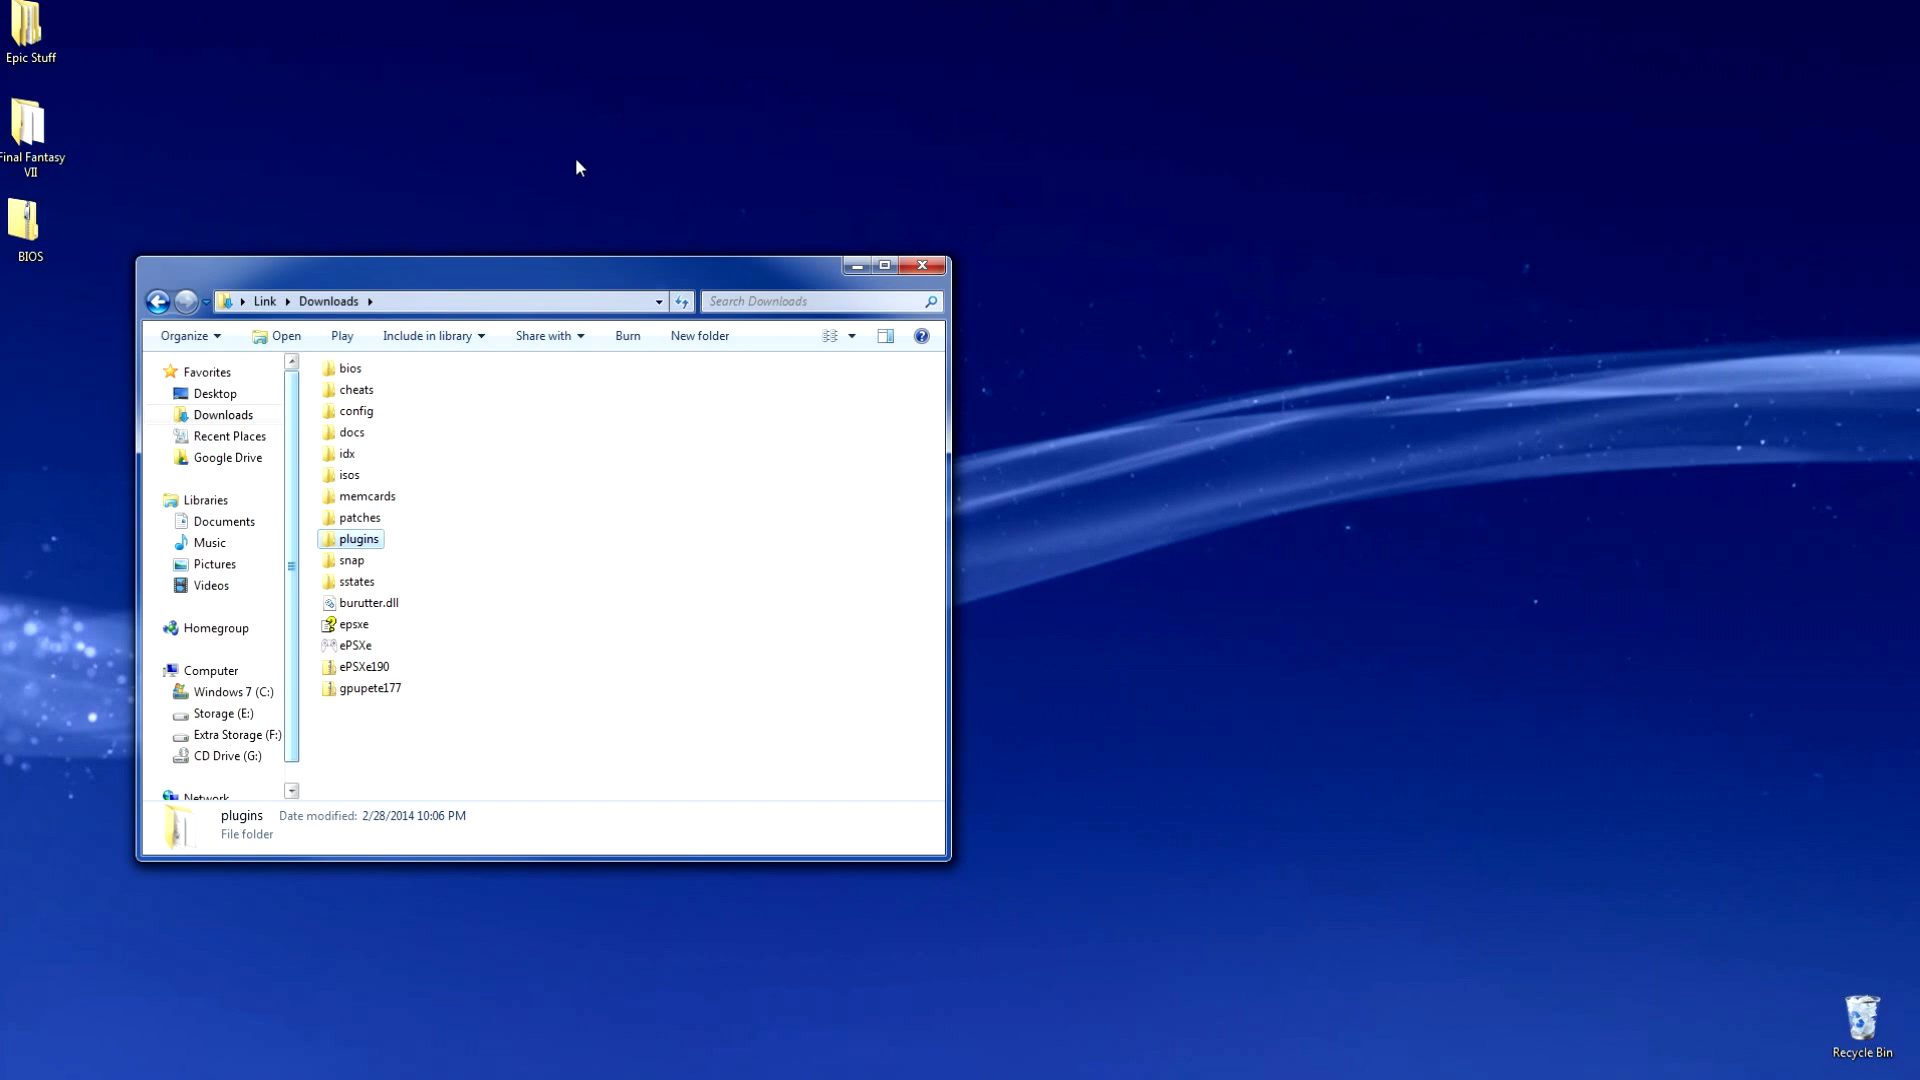 Epic Stuff
Final Fantasy
VII
BIOS
Link
Downloads
Search Downloads
Organize
Open
Play
Include in library
Share with
Burn
New folder
Favorites
Desktop
Downloads
Recent Places
Google Drive
Libraries
Documents
Music
Pictures
Videos
Homegroup
Computer
Windows 7 (C:)
Storage (E:)
Extra Storage (F:)
CD Drive (G:)
Network
bios
cheats
config
docs
idx
isos
memcards
patches
plugins
snap
sstates
burutter.dll
epsxe
ePSXe
ePSXe190
gpupete177
plugins Date modified: 2/28/2014 10:06 PM
File folder
Recycle Bin